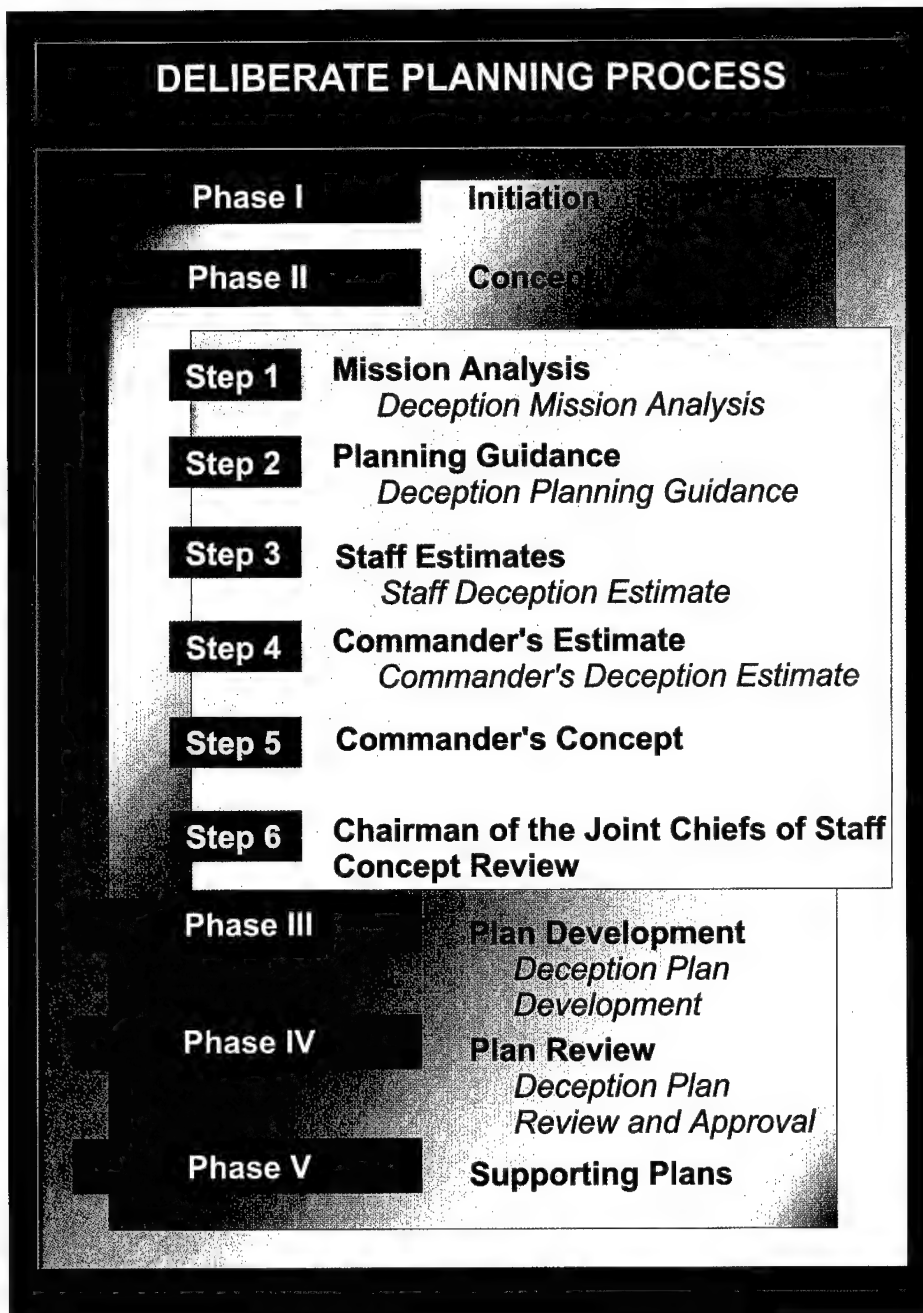 DELIBERATE PLANNING PROCESS
Phase I Initiation
Phase II Concept
Step 1 Mission Analysis
Deception Mission Analysis
Step 2 Planning Guidance
Deception Planning Guidance
Step 3 Staff Estimates
Staff Deception Estimate
Step 4 Commander's Estimate
Commander's Deception Estimate
Step 5 Commander's Concept
Step 6 Chairman of the Joint Chiefs of Staff
Concept Review
Phase III Plan Development
Deception Plan
Development
Phase IV Plan Review
Deception Plan
Review and Approval
Phase V Supporting Plans